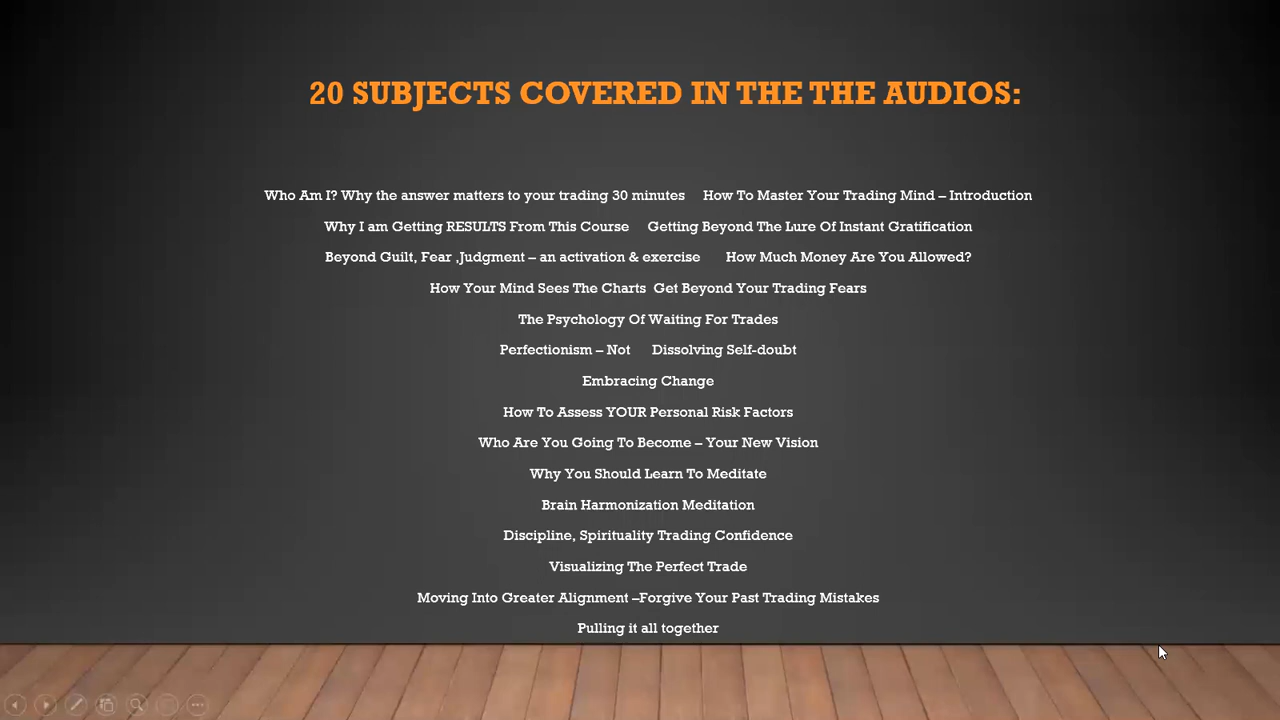 20 SUBJECTS COVERED IN THE THE AUDIOS:
Who Am I? Why the answer matters to your trading 30 minutes How To Master Your Trading Mind – Introduction
Why I am Getting RESULTS From This Course Getting Beyond The Lure Of Instant Gratification
Beyond Guilt, Fear ,Judgment – an activation & exercise How Much Money Are You Allowed?
How Your Mind Sees The Charts Get Beyond Your Trading Fears
The Psychology Of Waiting For Trades
Perfectionism – Not Dissolving Self-doubt
Embracing Change
How To Assess YOUR Personal Risk Factors
Who Are You Going To Become – Your New Vision
Why You Should Learn To Meditate
Brain Harmonization Meditation
Discipline, Spirituality Trading Confidence
Visualizing The Perfect Trade
Moving Into Greater Alignment –Forgive Your Past Trading Mistakes
Pulling it all together